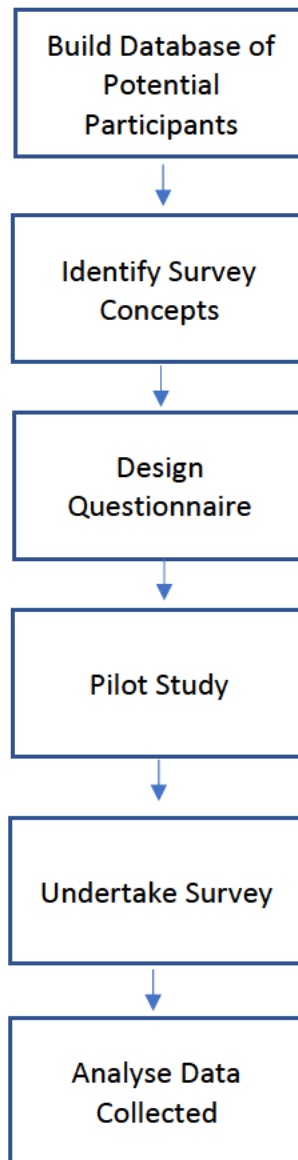 Build Database of
Potential
Participants
Identify Survey
Concepts
Design
Questionnaire
Pilot Study
Undertake Survey
Analyse Data
Collected